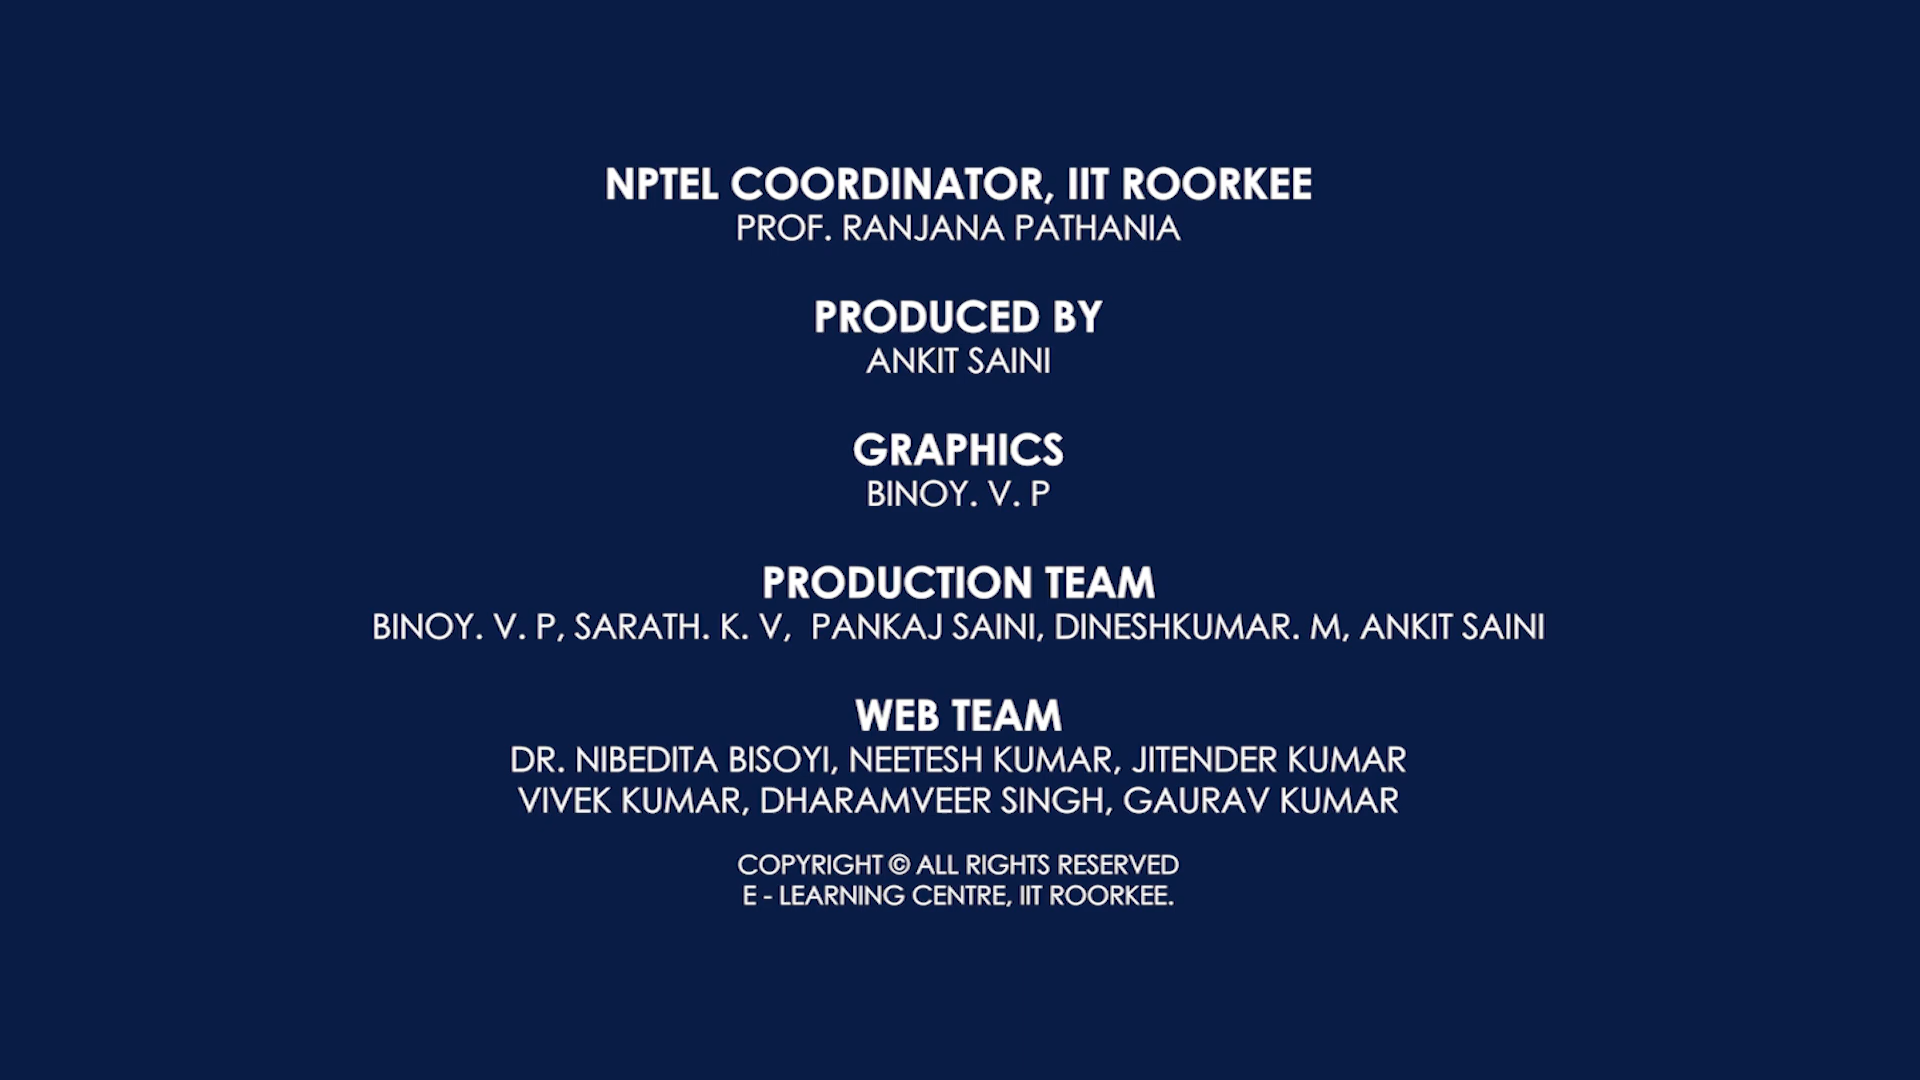 NPTEL COORDINATOR, IIT ROORKEE
PROF. RANJANA PATHANIA
PRODUCED BY
ANKIT SAINI
GRAPHICS
BINOY. V. P
PRODUCTION TEAM
BINOY. V. P, SARATH. K. V,  PANKAJ SAINI, DINESHKUMAR. M, ANKIT SAINI
WEB TEAM
DR. NIBEDITA BISOYI, NEETESH KUMAR, JITENDER KUMAR
VIVEK KUMAR, DHARAMVEER SINGH, GAURAV KUMAR
COPYRIGHT © ALL RIGHTS RESERVED
E - LEARNING CENTRE, IIT ROORKEE.